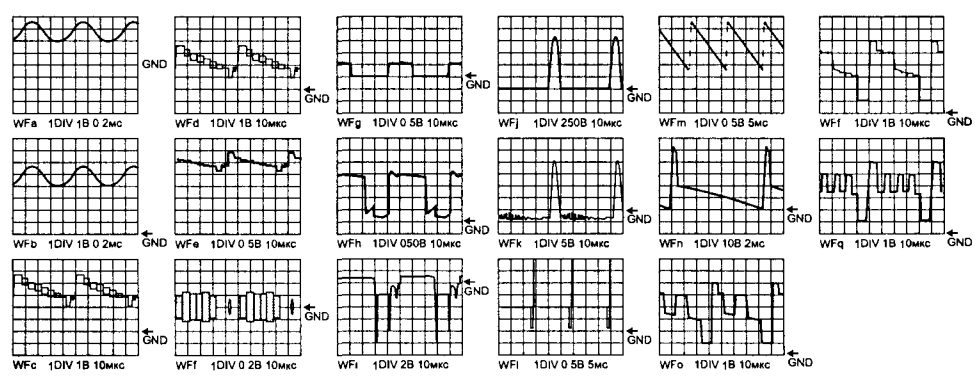 GND
GND
GND
GND
GND
WFa 1DIV 1В 0 2мс
WFd 1DIV 1В 10мкс
WFg 1DIV 0 5В 10мкс
WFj 1DIV 250В 10мкс
WFm 1DIV 0 5В 5мс
WFf 1DIV 1В 10мкс
GND
GND
GND
GND
GND
GND
WFb 1DIV 1В 0 2мс
WFe 1DIV 0 5В 10мкс
WFh 1DIV 050В 10мкс
WFk 1DIV 5В 10мкс
WFn 1DIV 10В 2мс
WFq 1DIV 1В 10мкс
GND
GND
GND
GND
GND
WFc 1DIV 1В 10мкс
WFf 1DIV 0 2В 10мкс
WFi 1DIV 2В 10мкс
WFl 1DIV 0 5В 5мс
WFo 1DIV 1В 10мкс